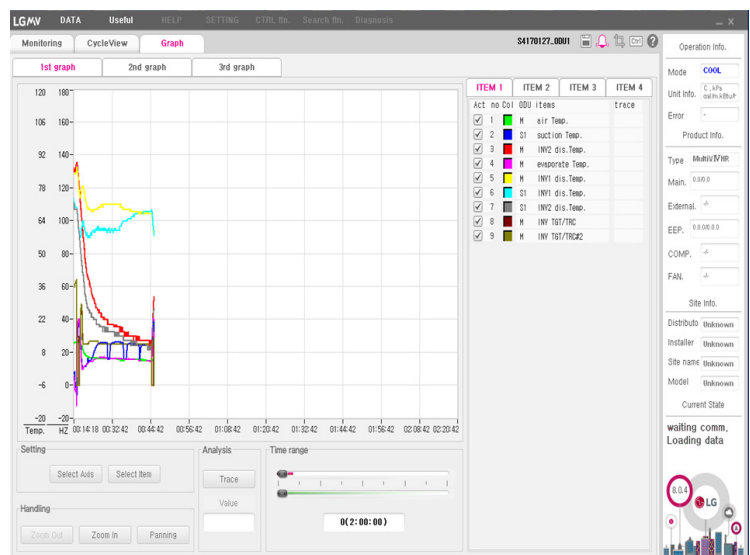 LGMV DATA Useful HELP SETTING CTRL Btn. Search Btn. Diagnosis
Monitoring CycleView Graph S4170127_ODU1 Ctrl ?
1st graph 2nd graph 3rd graph
120 180
106 160
92 140
78 120
64 100
50 80
36 60
22 40
8 20
-6 0
-20 -20
Temp. HZ 00:14:18 00:32:42 00:44:42 00:56:42 01:08:42 01:20:42 01:32:42 01:44:42 01:56:42 02:08:42 02:20:42
ITEM 1 ITEM 2 ITEM 3 ITEM 4
Act no Col ODU items trace
1 M air Temp.
2 S1 suction Temp.
3 M INV2 dis.Temp.
4 M evaporate Temp.
5 M INV1 dis.Temp.
6 S1 INV1 dis.Temp.
7 S1 INV2 dis.Temp.
8 M INV TGT/TRC
9 M INV TGT/TRC#2
Setting
Select Axis Select Item
Handling
Zoom Out Zoom In Panning
Analysis
Trace
Value
Time range
0(2:00:00)
Operation Info.
Mode COOL
Unit Info. C , kPa
Error -
Product Info.
Type MultiV IV HR
Main. 0.0/0.0
External. -/-
EEP. 0.0.0/0.0.0
COMP. -/-
FAN. -/-
Site Info.
Distributo Unknown
Installer Unknown
Site name Unknown
Model Unknown
Current State
waiting comm.
Loading data
8.0.4
LG